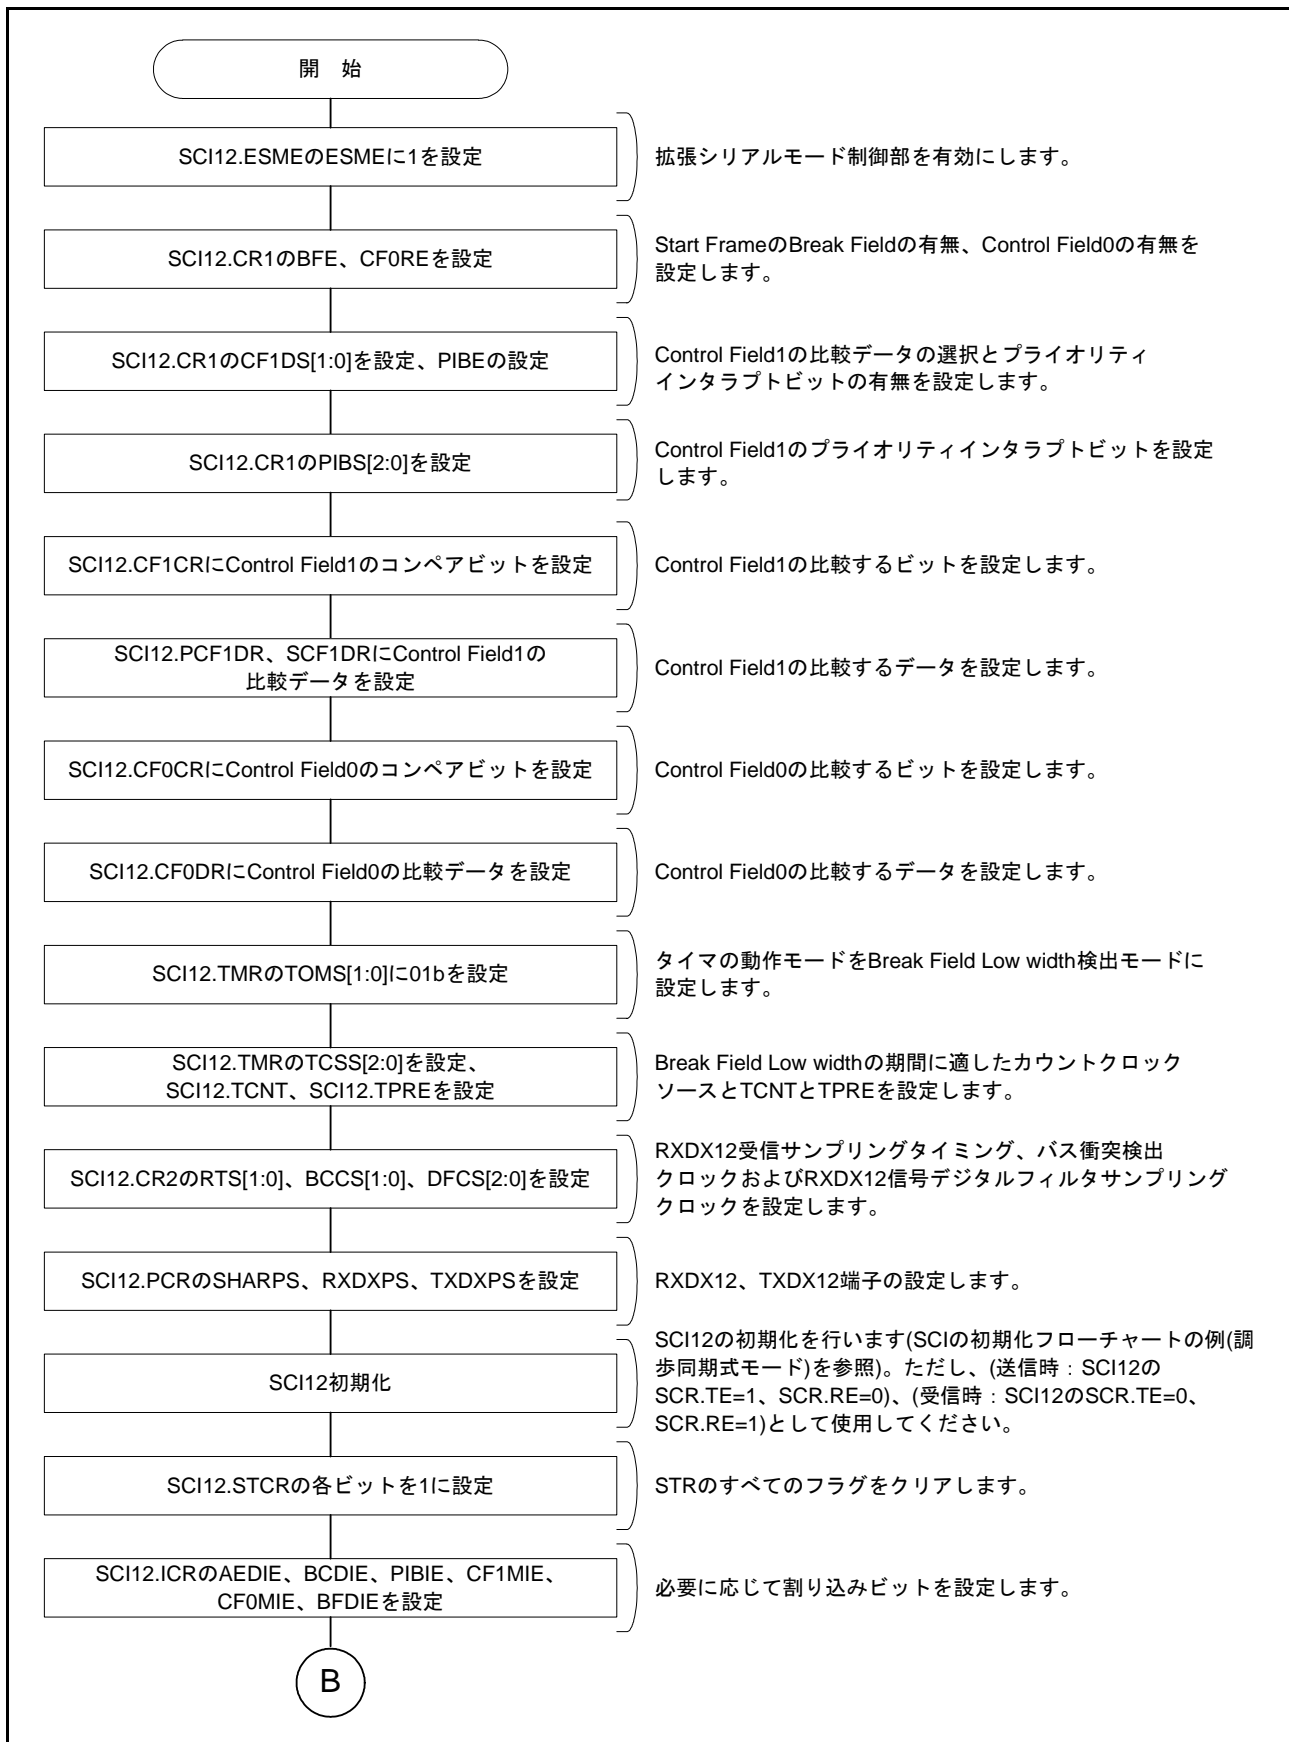 開 始
SCI12.ESMEのESMEに1を設定
拡張シリアルモード制御部を有効にします。
SCI12.CR1のBFE、CF0REを設定
Start FrameのBreak Fieldの有無、Control Field0の有無を
設定します。
SCI12.CR1のCF1DS[1:0]を設定、PIBEの設定
Control Field1の比較データの選択とプライオリティ
インタラプトビットの有無を設定します。
SCI12.CR1のPIBS[2:0]を設定
Control Field1のプライオリティインタラプトビットを設定
します。
SCI12.CF1CRにControl Field1のコンペアビットを設定
Control Field1の比較するビットを設定します。
SCI12.PCF1DR、SCF1DRにControl Field1の
比較データを設定
Control Field1の比較するデータを設定します。
SCI12.CF0CRにControl Field0のコンペアビットを設定
Control Field0の比較するビットを設定します。
SCI12.CF0DRにControl Field0の比較データを設定
Control Field0の比較するデータを設定します。
SCI12.TMRのTOMS[1:0]に01bを設定
タイマの動作モードをBreak Field Low width検出モードに
設定します。
SCI12.TMRのTCSS[2:0]を設定、
SCI12.TCNT、SCI12.TPREを設定
Break Field Low widthの期間に適したカウントクロック
ソースとTCNTとTPREを設定します。
SCI12.CR2のRTS[1:0]、BCCS[1:0]、DFCS[2:0]を設定
RXDX12受信サンプリングタイミング、バス衝突検出
クロックおよびRXDX12信号デジタルフィルタサンプリング
クロックを設定します。
SCI12.PCRのSHARPS、RXDXPS、TXDXPSを設定
RXDX12、TXDX12端子の設定します。
SCI12初期化
SCI12の初期化を行います(SCIの初期化フローチャートの例(調
歩同期式モード)を参照)。ただし、(送信時：SCI12の
SCR.TE=1、SCR.RE=0)、(受信時：SCI12のSCR.TE=0、
SCR.RE=1)として使用してください。
SCI12.STCRの各ビットを1に設定
STRのすべてのフラグをクリアします。
SCI12.ICRのAEDIE、BCDIE、PIBIE、CF1MIE、
CF0MIE、BFDIEを設定
必要に応じて割り込みビットを設定します。
B